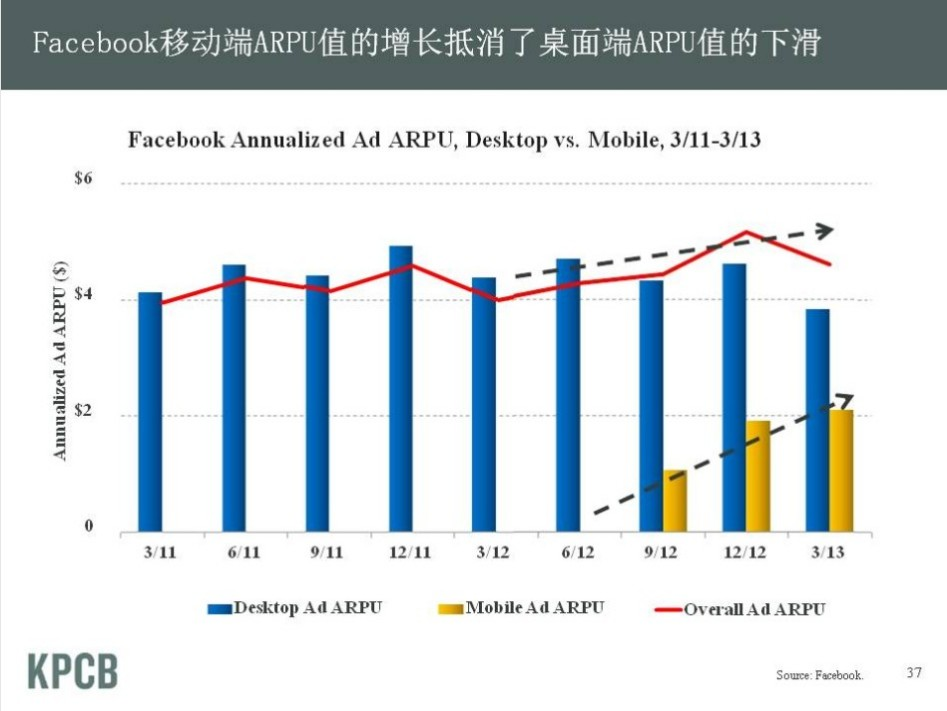 Facebook移动端ARPU值的增长抵消了桌面端ARPU值的下滑
Facebook Annualized Ad ARPU, Desktop vs. Mobile, 3/11-3/13
Annualized Ad ARPU ($)
$6
$4
$2
0
3/11 6/11 9/11 12/11 3/12 6/12 9/12 12/12 3/13
Desktop Ad ARPU Mobile Ad ARPU Overall Ad ARPU
KPCB
Source: Facebook. 37